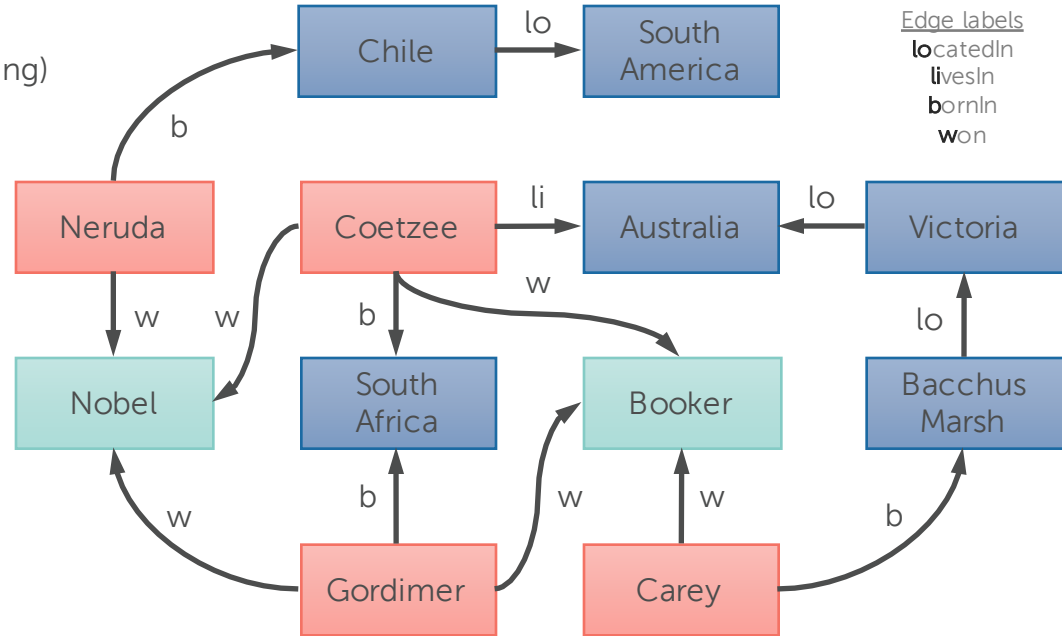 ng)
Chile
lo
South
America
Edge labels
locatedIn
livesIn
bornIn
won
b
Neruda
Coetzee
li
Australia
lo
Victoria
w
w
b
w
lo
Nobel
South
Africa
Booker
Bacchus
Marsh
w
b
w
w
b
Gordimer
Carey